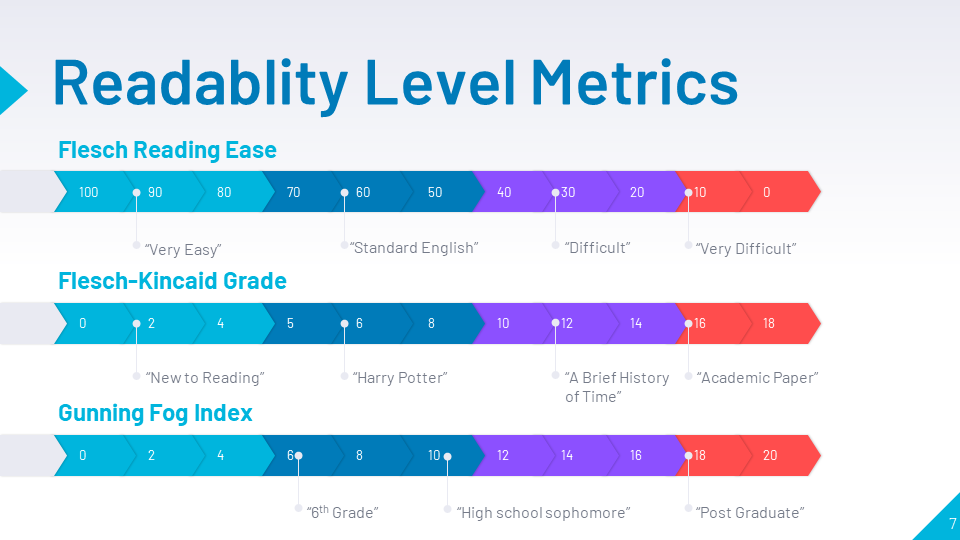 Readablity Level Metrics
Flesch Reading Ease
100 90 80 70 60 50 40 30 20 10 0
“Very Easy” “Standard English” “Difficult” “Very Difficult”
Flesch-Kincaid Grade
0 2 4 5 6 8 10 12 14 16 18
“New to Reading” “Harry Potter” “A Brief History “Academic Paper”
of Time”
Gunning Fog Index
0 2 4 6 8 10 12 14 16 18 20
“6th Grade” “High school sophomore” “Post Graduate”
7